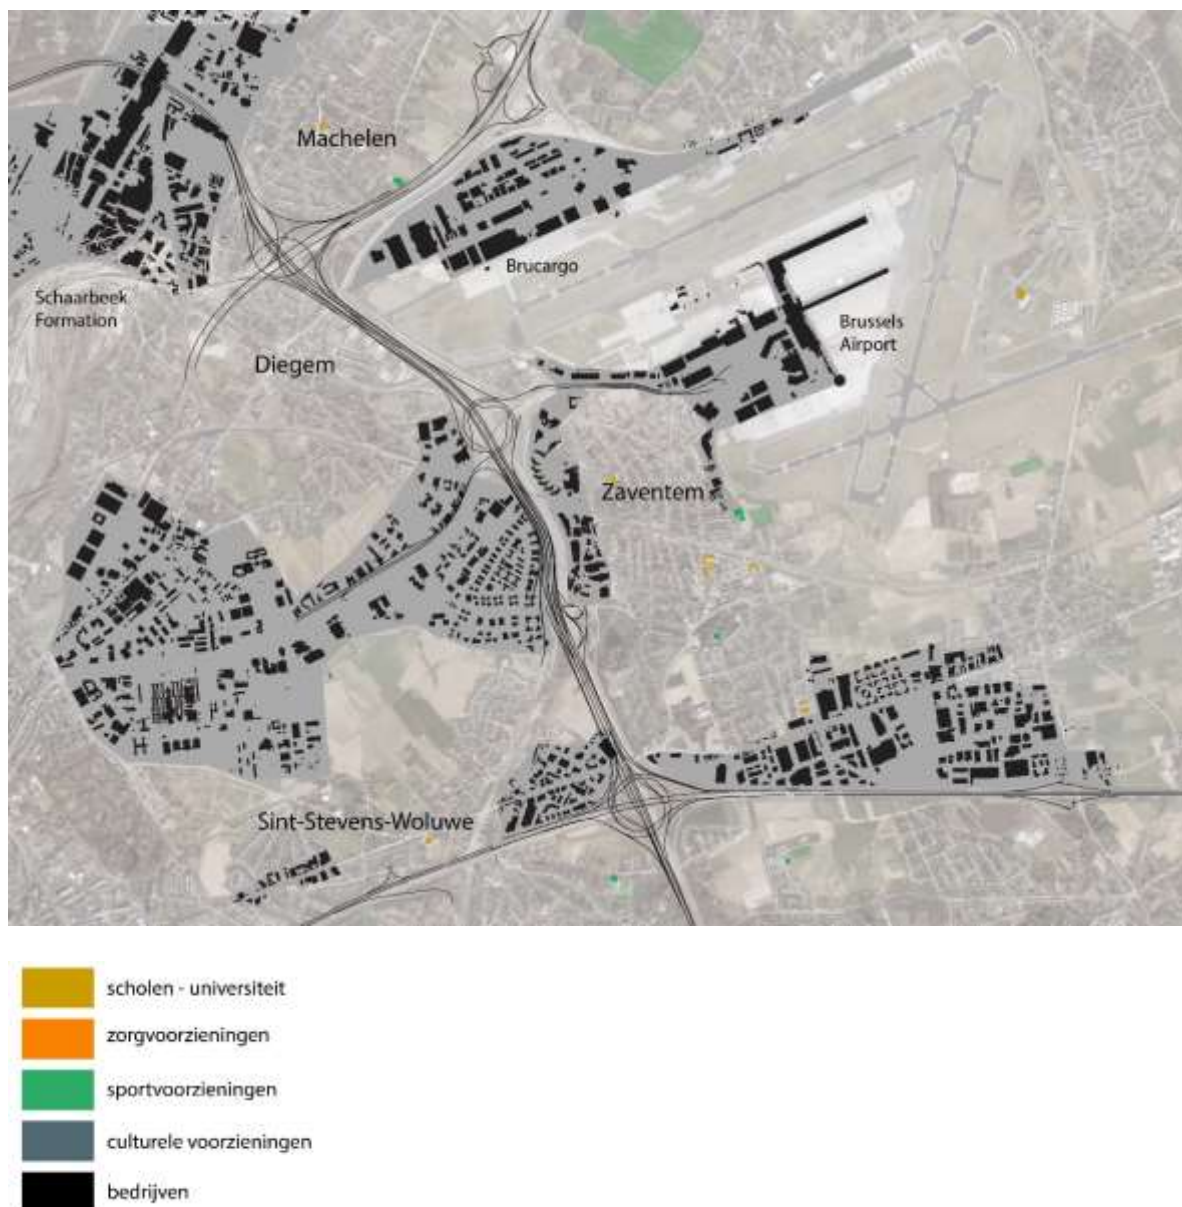 Machelen
Brucargo
Schaarbeek
Formation
Brussels
Airport
Diegem
Zaventem
Sint-Stevens-Woluwe
scholen - universiteit
zorgvoorzieningen
sportvoorzieningen
culturele voorzieningen
bedrijven